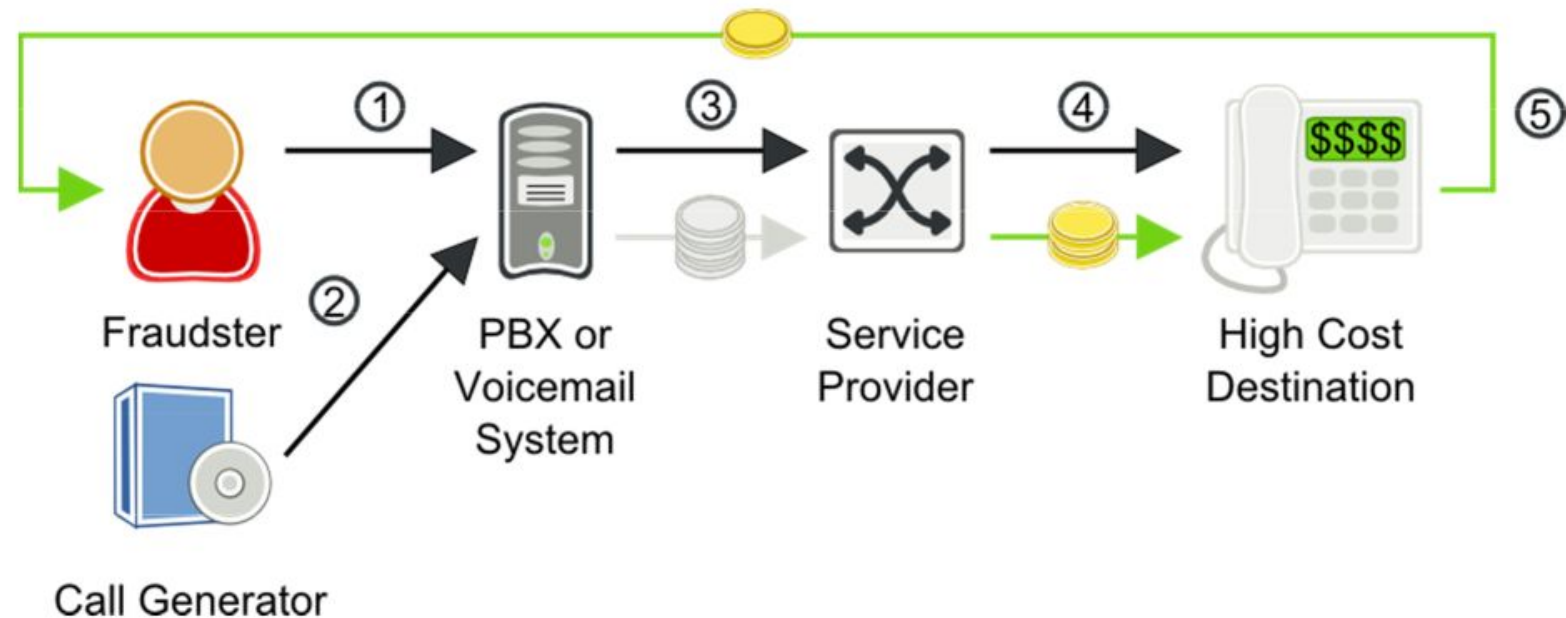 ①
③
④
⑤
$$$$
②
Fraudster
PBX or
Voicemail
System
Service
Provider
High Cost
Destination
Call Generator